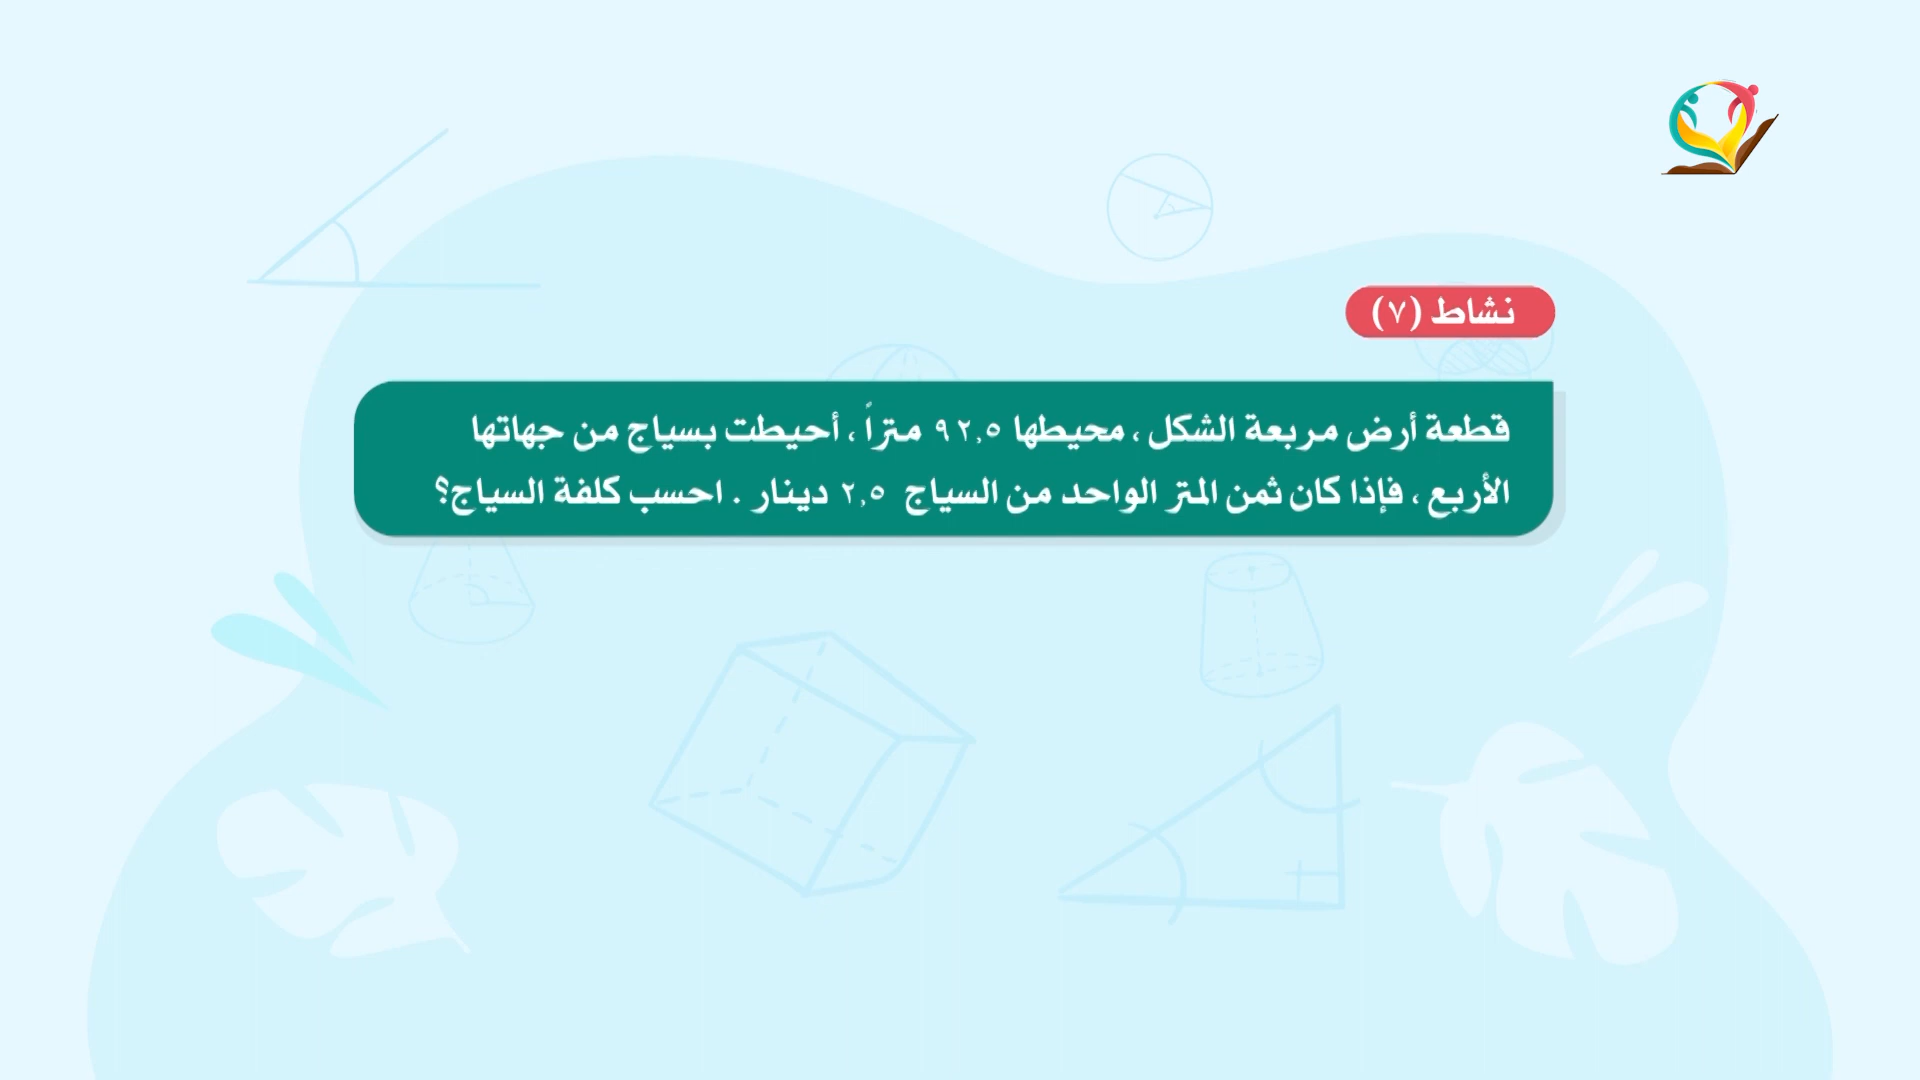 نشاط (٧)
قطعة أرض مربعة الشكل ، محيطها ٩٢,٥ متراً ، أحيطت بسياج من جهاتها
الأربع ، فإذا كان ثمن المتر الواحد من السياج ٢,٥ دينار . احسب كلفة السياج؟